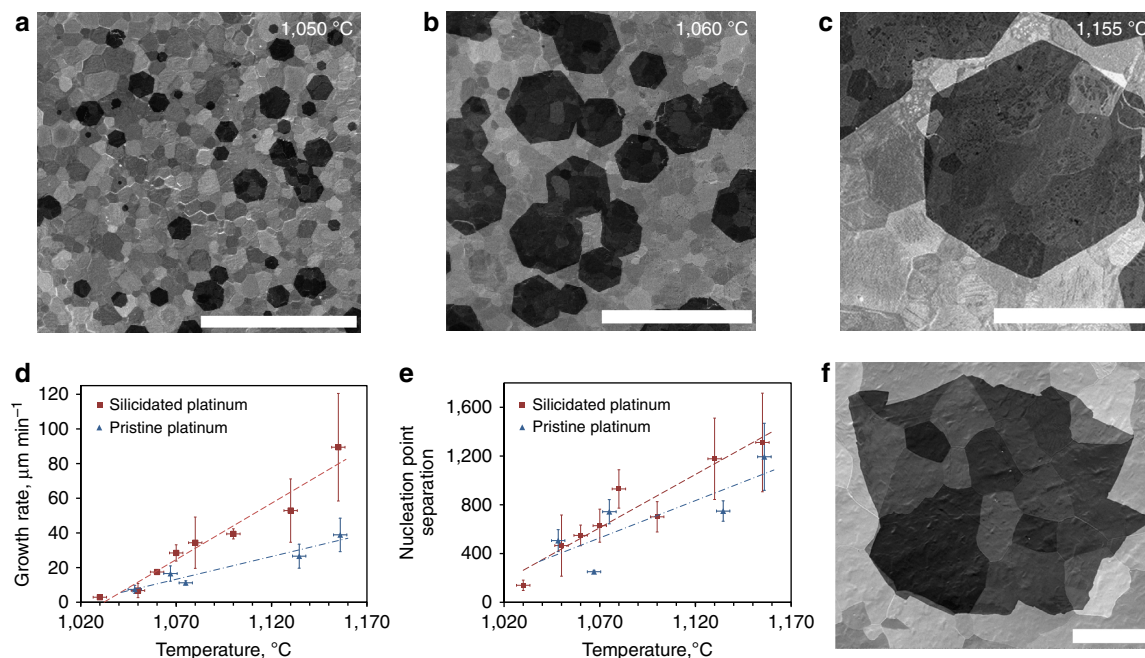 a
1,050 °C
b
1,060 °C
c
1,155 °C
d
120
100
80
60
40
20
0
Growth rate, μm min⁻¹
Silicidated platinum
Pristine platinum
1,020
1,070
1,120
1,170
Temperature, °C
e
1,600
1,200
800
400
0
Nucleation point
separation
Silicidated platinum
Pristine platinum
1,020
1,070
1,120
1,170
Temperature, °C
f